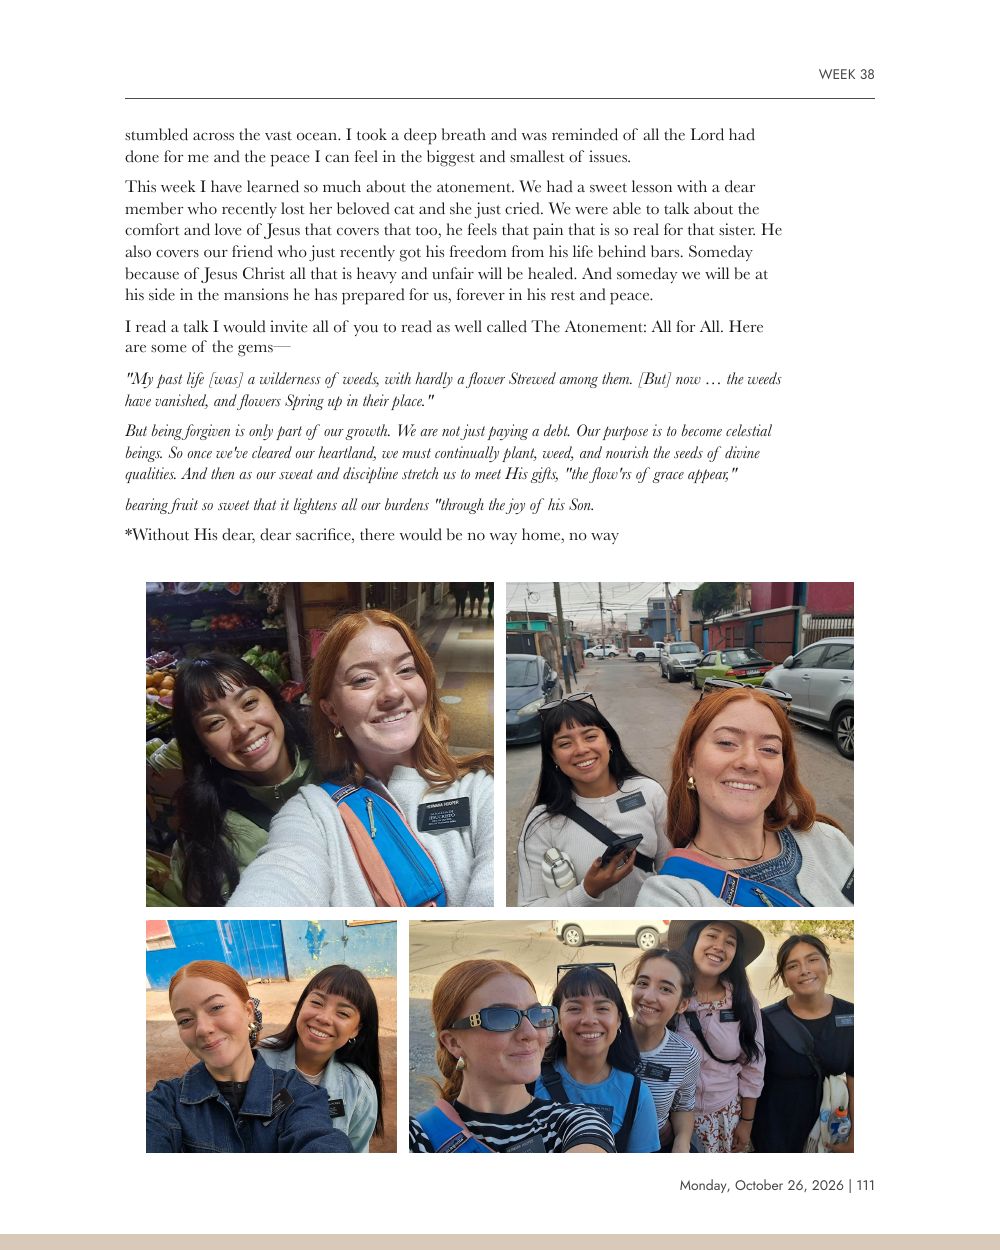 WEEK 38
stumbled across the vast ocean. I took a deep breath and was reminded of all the Lord had
done for me and the peace I can feel in the biggest and smallest of issues.
This week I have learned so much about the atonement. We had a sweet lesson with a dear
member who recently lost her beloved cat and she just cried. We were able to talk about the
comfort and love of Jesus that covers that too, he feels that pain that is so real for that sister. He
also covers our friend who just recently got his freedom from his life behind bars. Someday
because of Jesus Christ all that is heavy and unfair will be healed. And someday we will be at
his side in the mansions he has prepared for us, forever in his rest and peace.
I read a talk I would invite all of you to read as well called The Atonement: All for All. Here
are some of the gems—
"My past life [was] a wilderness of weeds, with hardly a flower Strewed among them. [But] now … the weeds
have vanished, and flowers Spring up in their place."
But being forgiven is only part of our growth. We are not just paying a debt. Our purpose is to become celestial
beings. So once we've cleared our heartland, we must continually plant, weed, and nourish the seeds of divine
qualities. And then as our sweat and discipline stretch us to meet His gifts, "the flow'rs of grace appear,"
bearing fruit so sweet that it lightens all our burdens "through the joy of his Son.
*Without His dear, dear sacrifice, there would be no way home, no way
HERMANA HOOPER
JESUCRISTO
Monday, October 26, 2026 | 111